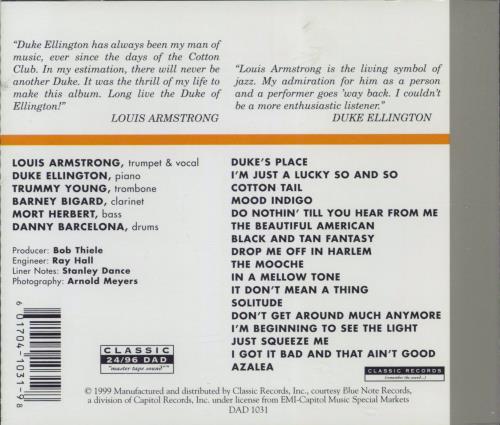 "Duke Ellington has always been my man of
music, ever since the days of the Cotton
Club. In my estimation, there will never be
another Duke. It was the thrill of my life to
make this album. Long live the Duke of
Ellington!"
LOUIS ARMSTRONG
"Louis Armstrong is the living symbol of
jazz. My admiration for him as a person
and a performer goes 'way back. I couldn't
be a more enthusiastic listener."
DUKE ELLINGTON
LOUIS ARMSTRONG, trumpet & vocal
DUKE ELLINGTON, piano
TRUMMY YOUNG, trombone
BARNEY BIGARD, clarinet
MORT HERBERT, bass
DANNY BARCELONA, drums
Producer: Bob Thiele
Engineer: Ray Hall
Liner Notes: Stanley Dance
Photography: Arnold Meyers
DUKE'S PLACE
I'M JUST A LUCKY SO AND SO
COTTON TAIL
MOOD INDIGO
DO NOTHIN' TILL YOU HEAR FROM ME
THE BEAUTIFUL AMERICAN
BLACK AND TAN FANTASY
DROP ME OFF IN HARLEM
THE MOOCHE
IN A MELLOW TONE
IT DON'T MEAN A THING
SOLITUDE
DON'T GET AROUND MUCH ANYMORE
I'M BEGINNING TO SEE THE LIGHT
JUST SQUEEZE ME
I GOT IT BAD AND THAT AIN'T GOOD
AZALEA
6 01704-1031-9 8
CLASSIC
24/96 DAD
"master tape sound"
CLASSIC RECORDS
(remember the sound...)
© 1999 Manufactured and distributed by Classic Records, Inc., courtesy Blue Note Records,
a division of Capitol Records, Inc. under license from EMI-Capitol Music Special Markets
DAD 1031